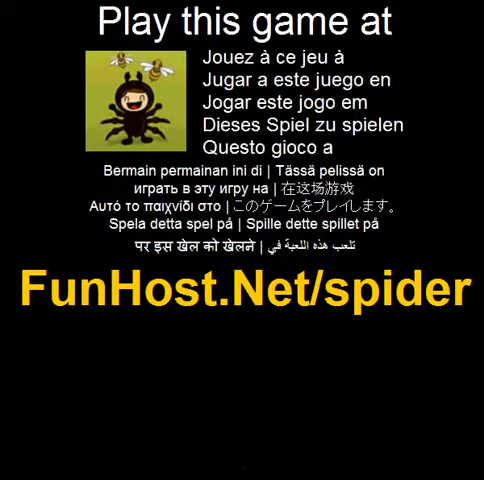 Play this game at
Jouez à ce jeu à
Jugar a este juego en
Jogar este jogo em
Dieses Spiel zu spielen
Questo gioco a
Bermain permainan ini di | Tässä pelissä on
играть в эту игру на | 在这场游戏
Αυτό το παιχνίδι στο | このゲームをプレイします。
Spela detta spel på | Spille dette spillet på
पर इस खेल को खेलने | تلعب هذه اللعبة في
FunHost.Net/spider